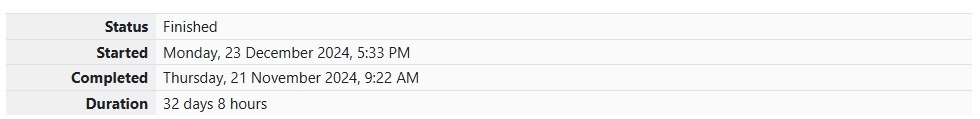 Status Finished
Started Monday, 23 December 2024, 5:33 PM
Completed Thursday, 21 November 2024, 9:22 AM
Duration 32 days 8 hours